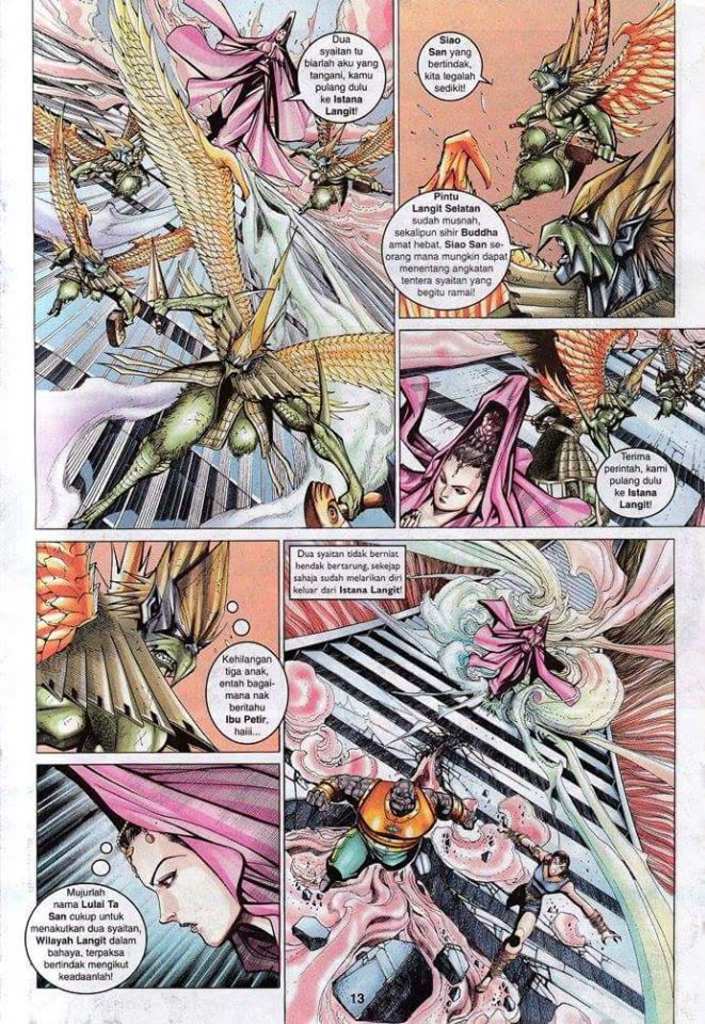 Dua
syaitan tu
biarlah aku yang
tangani, kamu
pulang dulu
ke Istana
Langit!
Siao
San yang
bertindak,
kita legalah
sedikit!
Pintu
Langit Selatan
sudah musnah,
sekalipun sihir Buddha
amat hebat, Siao San se-
orang mana mungkin dapat
menentang angkatan
tentera syaitan yang
begitu ramai!
Terima
perintah, kami
pulang dulu
ke Istana
Langit!
Kehilangan
tiga anak,
entah bagai-
mana nak
beritahu
Ibu Petir,
haiii...
Dua syaitan tidak berniat
hendak bertarung, sekejap
sahaja sudah melarikan diri
keluar dari Istana Langit!
Mujurlah
nama Lulai Ta
San cukup untuk
menakutkan dua syaitan,
Wilayah Langit dalam
bahaya, terpaksa
bertindak mengikut
keadaanlah!
13